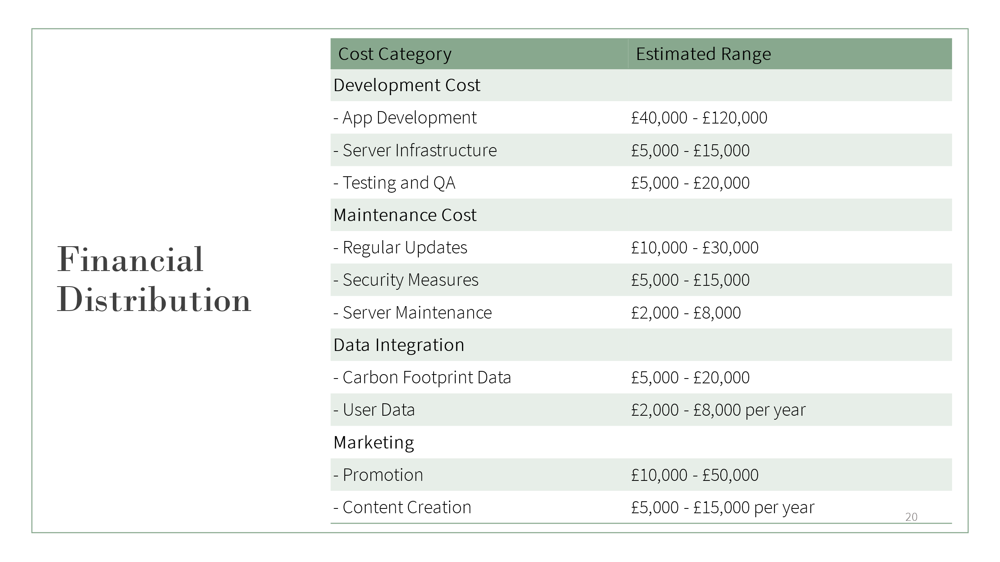 Financial
Distribution
Cost Category Estimated Range
Development Cost
- App Development £40,000 - £120,000
- Server Infrastructure £5,000 - £15,000
- Testing and QA £5,000 - £20,000
Maintenance Cost
- Regular Updates £10,000 - £30,000
- Security Measures £5,000 - £15,000
- Server Maintenance £2,000 - £8,000
Data Integration
- Carbon Footprint Data £5,000 - £20,000
- User Data £2,000 - £8,000 per year
Marketing
- Promotion £10,000 - £50,000
- Content Creation £5,000 - £15,000 per year
20